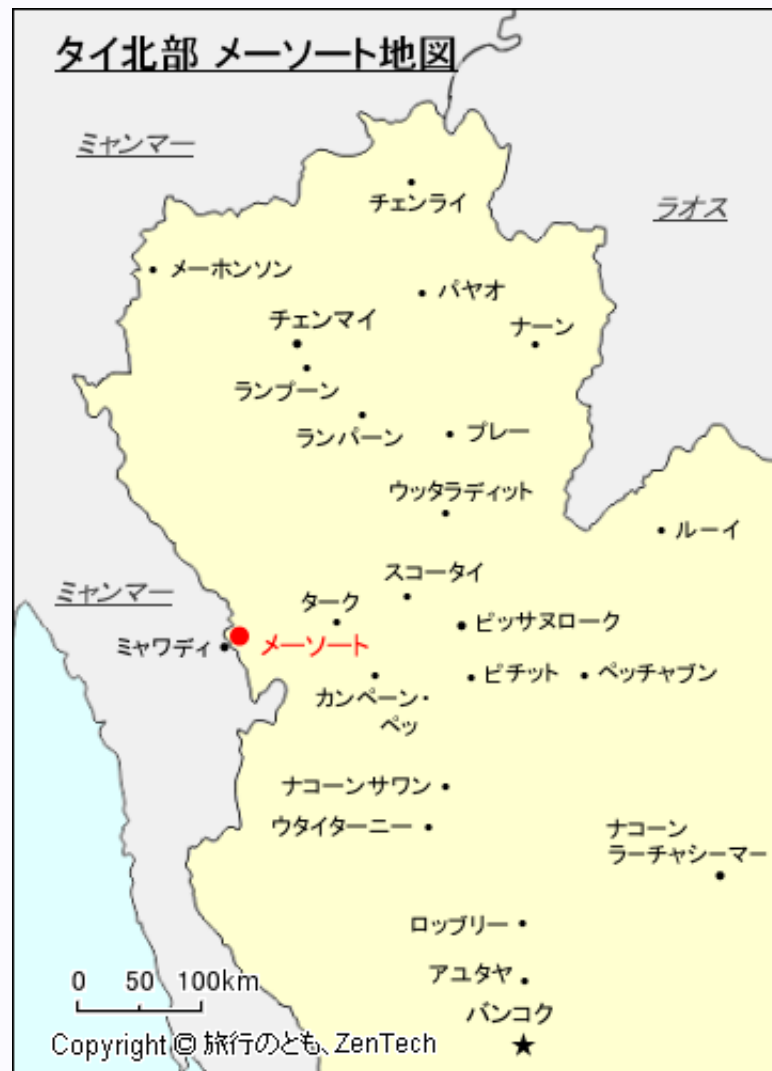 タイ北部 メーソート地図
ミャンマー
チェンライ
ラオス
メーホンソン
パヤオ
チェンマイ
ナーン
ランプーン
ランパーン
プレー
ウッタラディット
ルーイ
スコータイ
ミャンマー
ターク
ピッサヌローク
ミャワディ
メーソート
カンペーン・
ペッ
ピチット
ペッチャブン
ナコーンサワン
ウタイターニー
ナコーン
ラーチャシーマー
ロッブリー
アユタヤ
バンコク
0 50 100km
Copyright © 旅行のとも、ZenTech